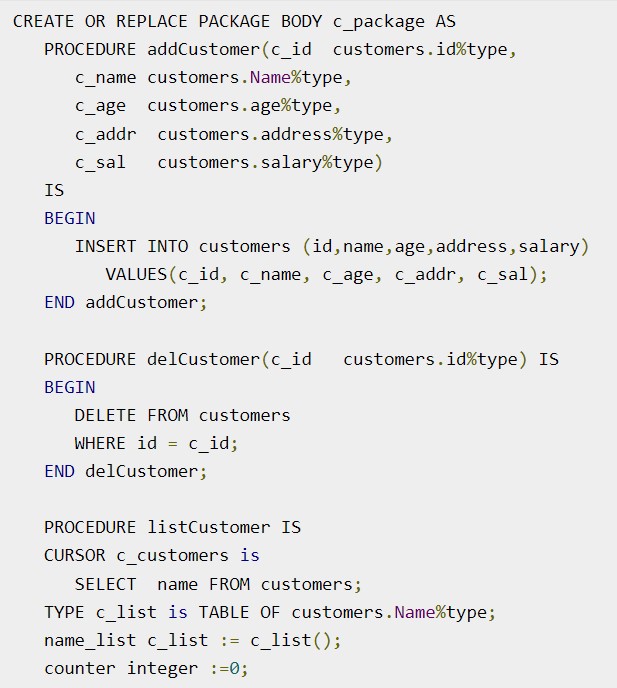 CREATE OR REPLACE PACKAGE BODY c_package AS
   PROCEDURE addCustomer(c_id  customers.id%type,
      c_name customers.Name%type,
      c_age  customers.age%type,
      c_addr  customers.address%type,
      c_sal   customers.salary%type)
   IS
   BEGIN
      INSERT INTO customers (id,name,age,address,salary)
         VALUES(c_id, c_name, c_age, c_addr, c_sal);
   END addCustomer;

   PROCEDURE delCustomer(c_id   customers.id%type) IS
   BEGIN
      DELETE FROM customers
      WHERE id = c_id;
   END delCustomer;

   PROCEDURE listCustomer IS
   CURSOR c_customers is
      SELECT  name FROM customers;
   TYPE c_list is TABLE OF customers.Name%type;
   name_list c_list := c_list();
   counter integer :=0;